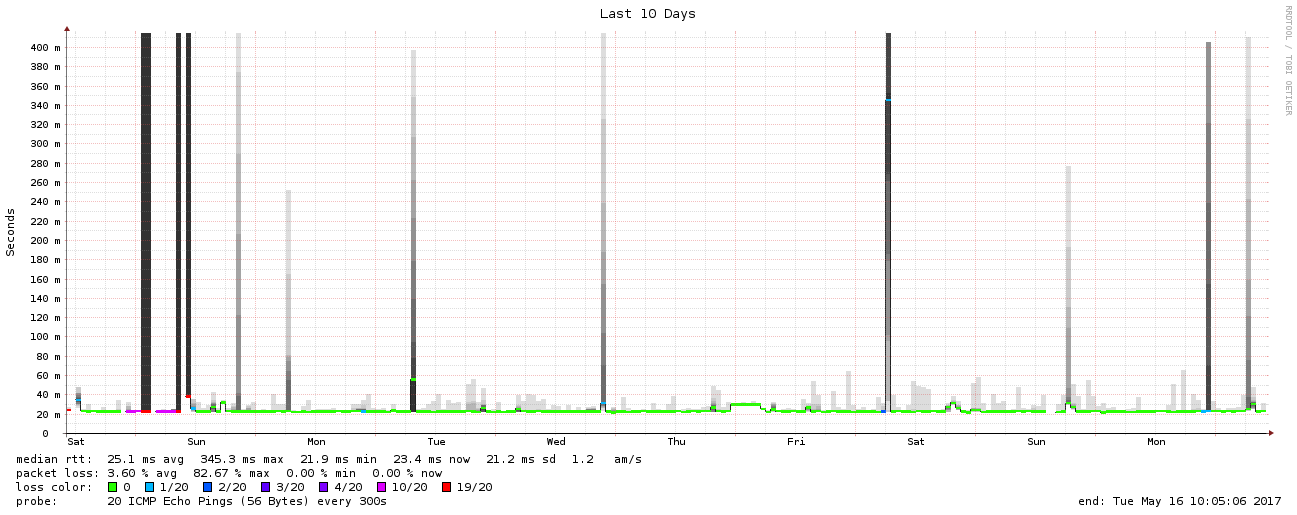 Last 10 Days
RRDTOOL / TOBI OETIKER
Seconds
400 m
380 m
360 m
340 m
320 m
300 m
280 m
260 m
240 m
220 m
200 m
180 m
160 m
140 m
120 m
100 m
80 m
60 m
40 m
20 m
0
Sat Sun Mon Tue Wed Thu Fri Sat Sun Mon
median rtt: 25.1 ms avg 345.3 ms max 21.9 ms min 23.4 ms now 21.2 ms sd 1.2 am/s
packet loss: 3.60 % avg 82.67 % max 0.00 % min 0.00 % now
loss color: 0 1/20 2/20 3/20 4/20 10/20 19/20
probe: 20 ICMP Echo Pings (56 Bytes) every 300s end: Tue May 16 10:05:06 2017